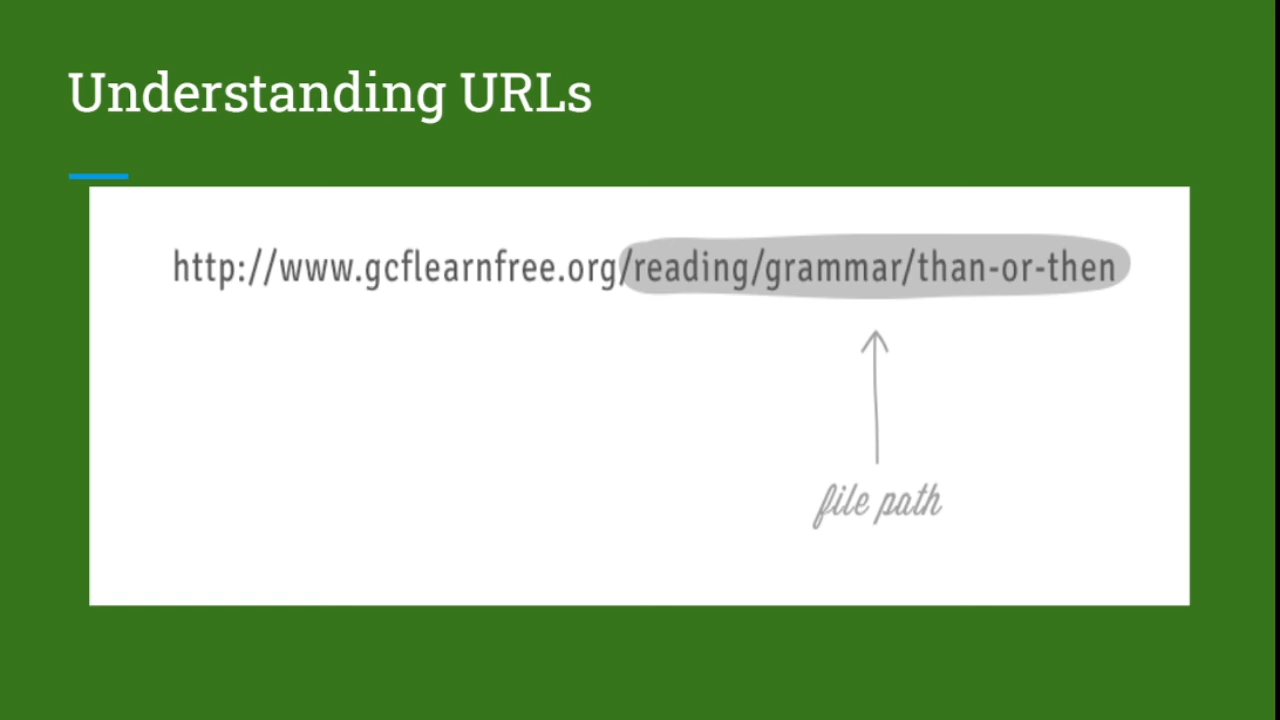 Understanding URLs
http://www.gcflearnfree.org/reading/grammar/than-or-then
file path